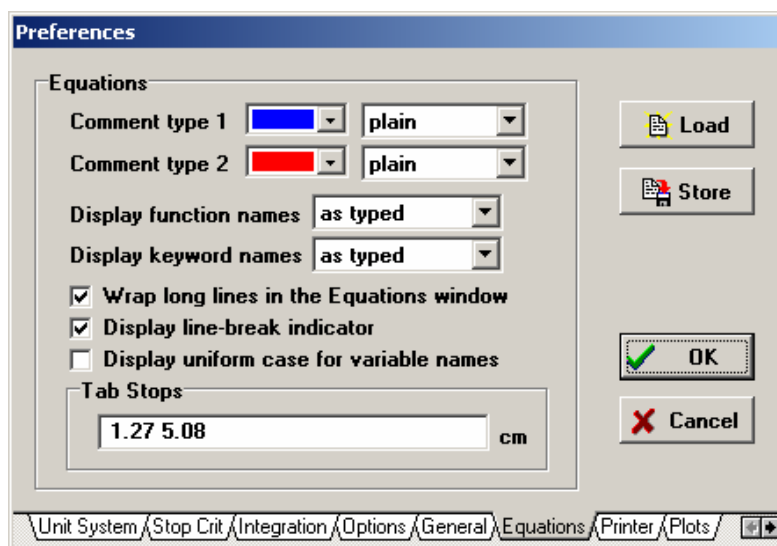 Preferences
Equations
Comment type 1 plain
Comment type 2 plain
Display function names as typed
Display keyword names as typed
Wrap long lines in the Equations window
Display line-break indicator
Display uniform case for variable names
Tab Stops
1.27 5.08 cm
Load
Store
OK
Cancel
Unit System Stop Crit Integration Options General Equations Printer Plots